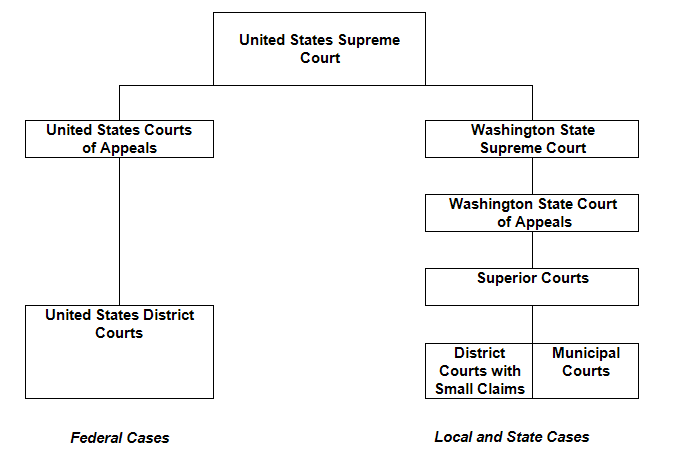 United States Supreme
Court
United States Courts
of Appeals
Washington State
Supreme Court
Washington State Court
of Appeals
Superior Courts
United States District
Courts
District
Courts with
Small Claims
Municipal
Courts
Federal Cases
Local and State Cases